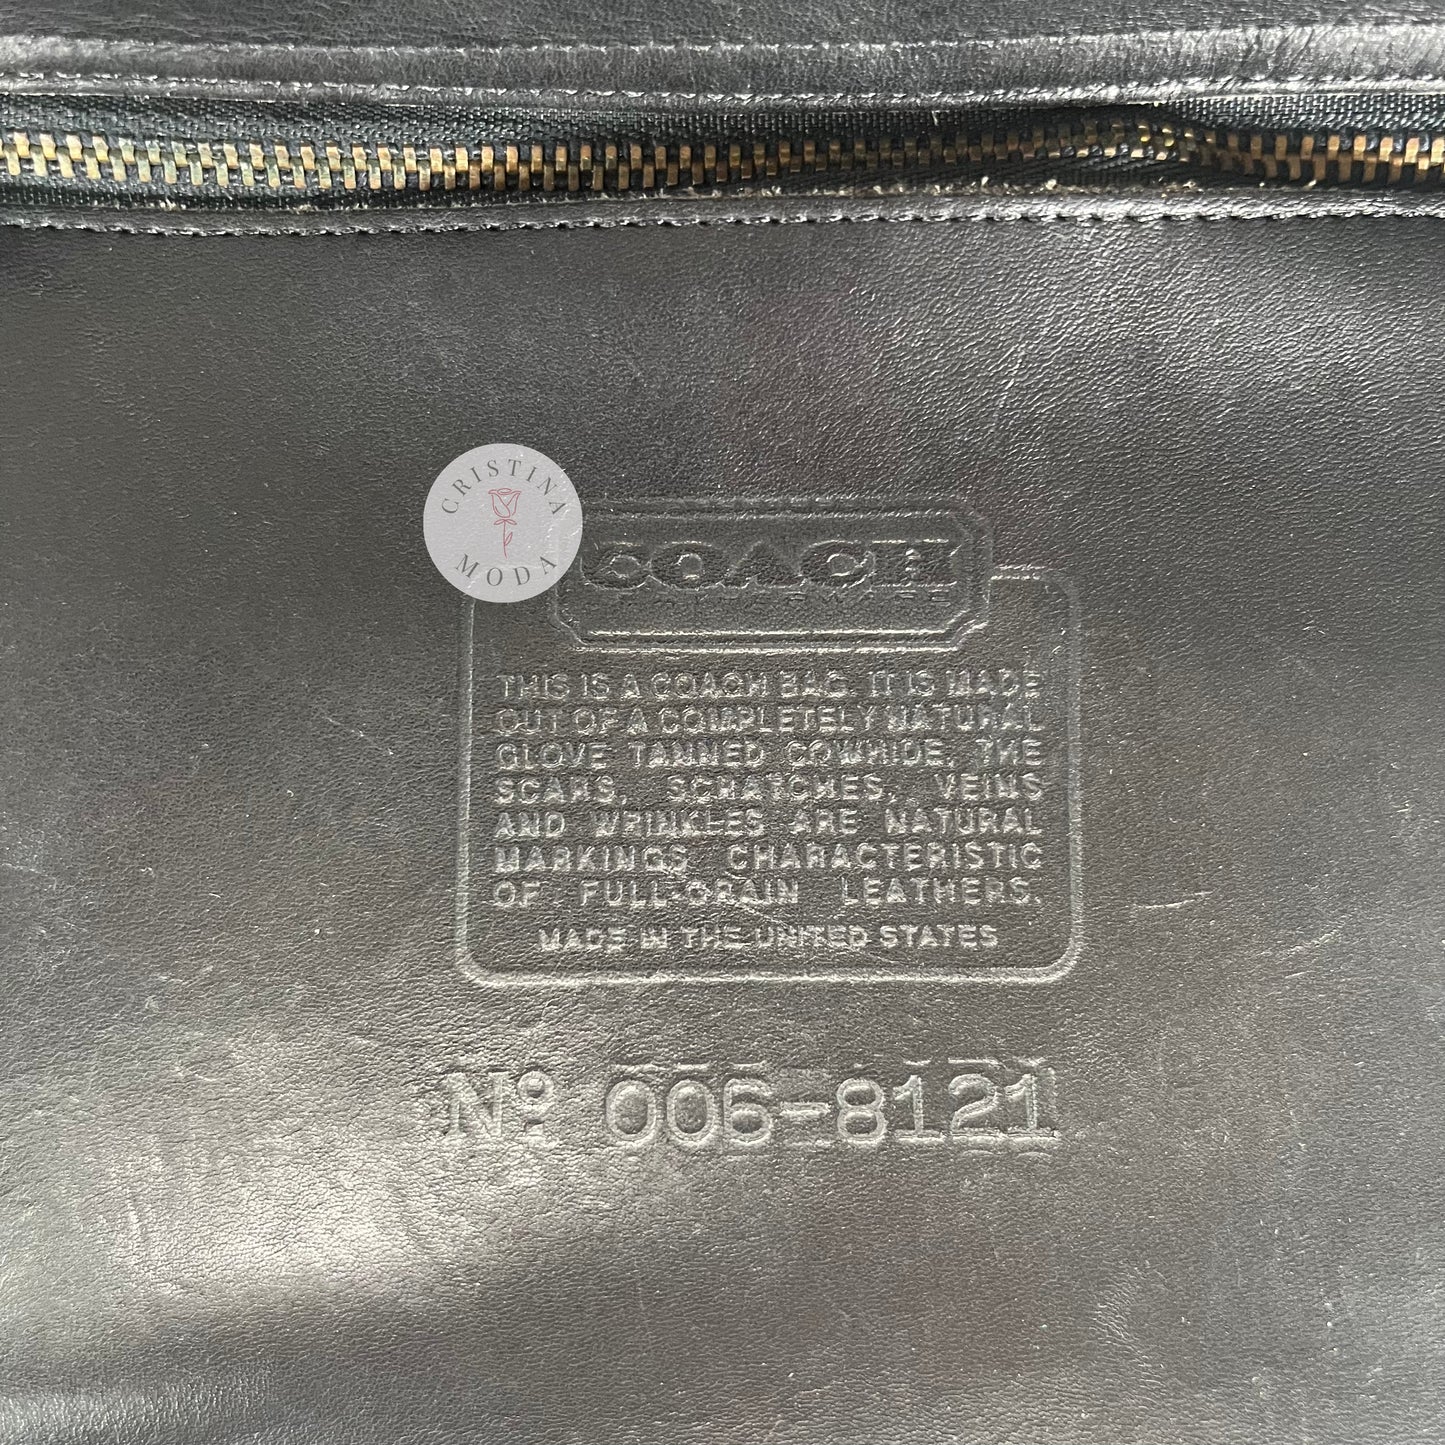 CRISTINA
MODA
COACH
THIS IS A COACH BAG. IT IS MADE
OUT OF A COMPLETELY NATURAL
GLOVE TANNED COWHIDE, THE
SCARS, SCRATCHES, VEINS
AND WRINKLES ARE NATURAL
MARKINGS CHARACTERISTIC
OF FULL-GRAIN LEATHERS.
MADE IN THE UNITED STATES
Nº 006-8121